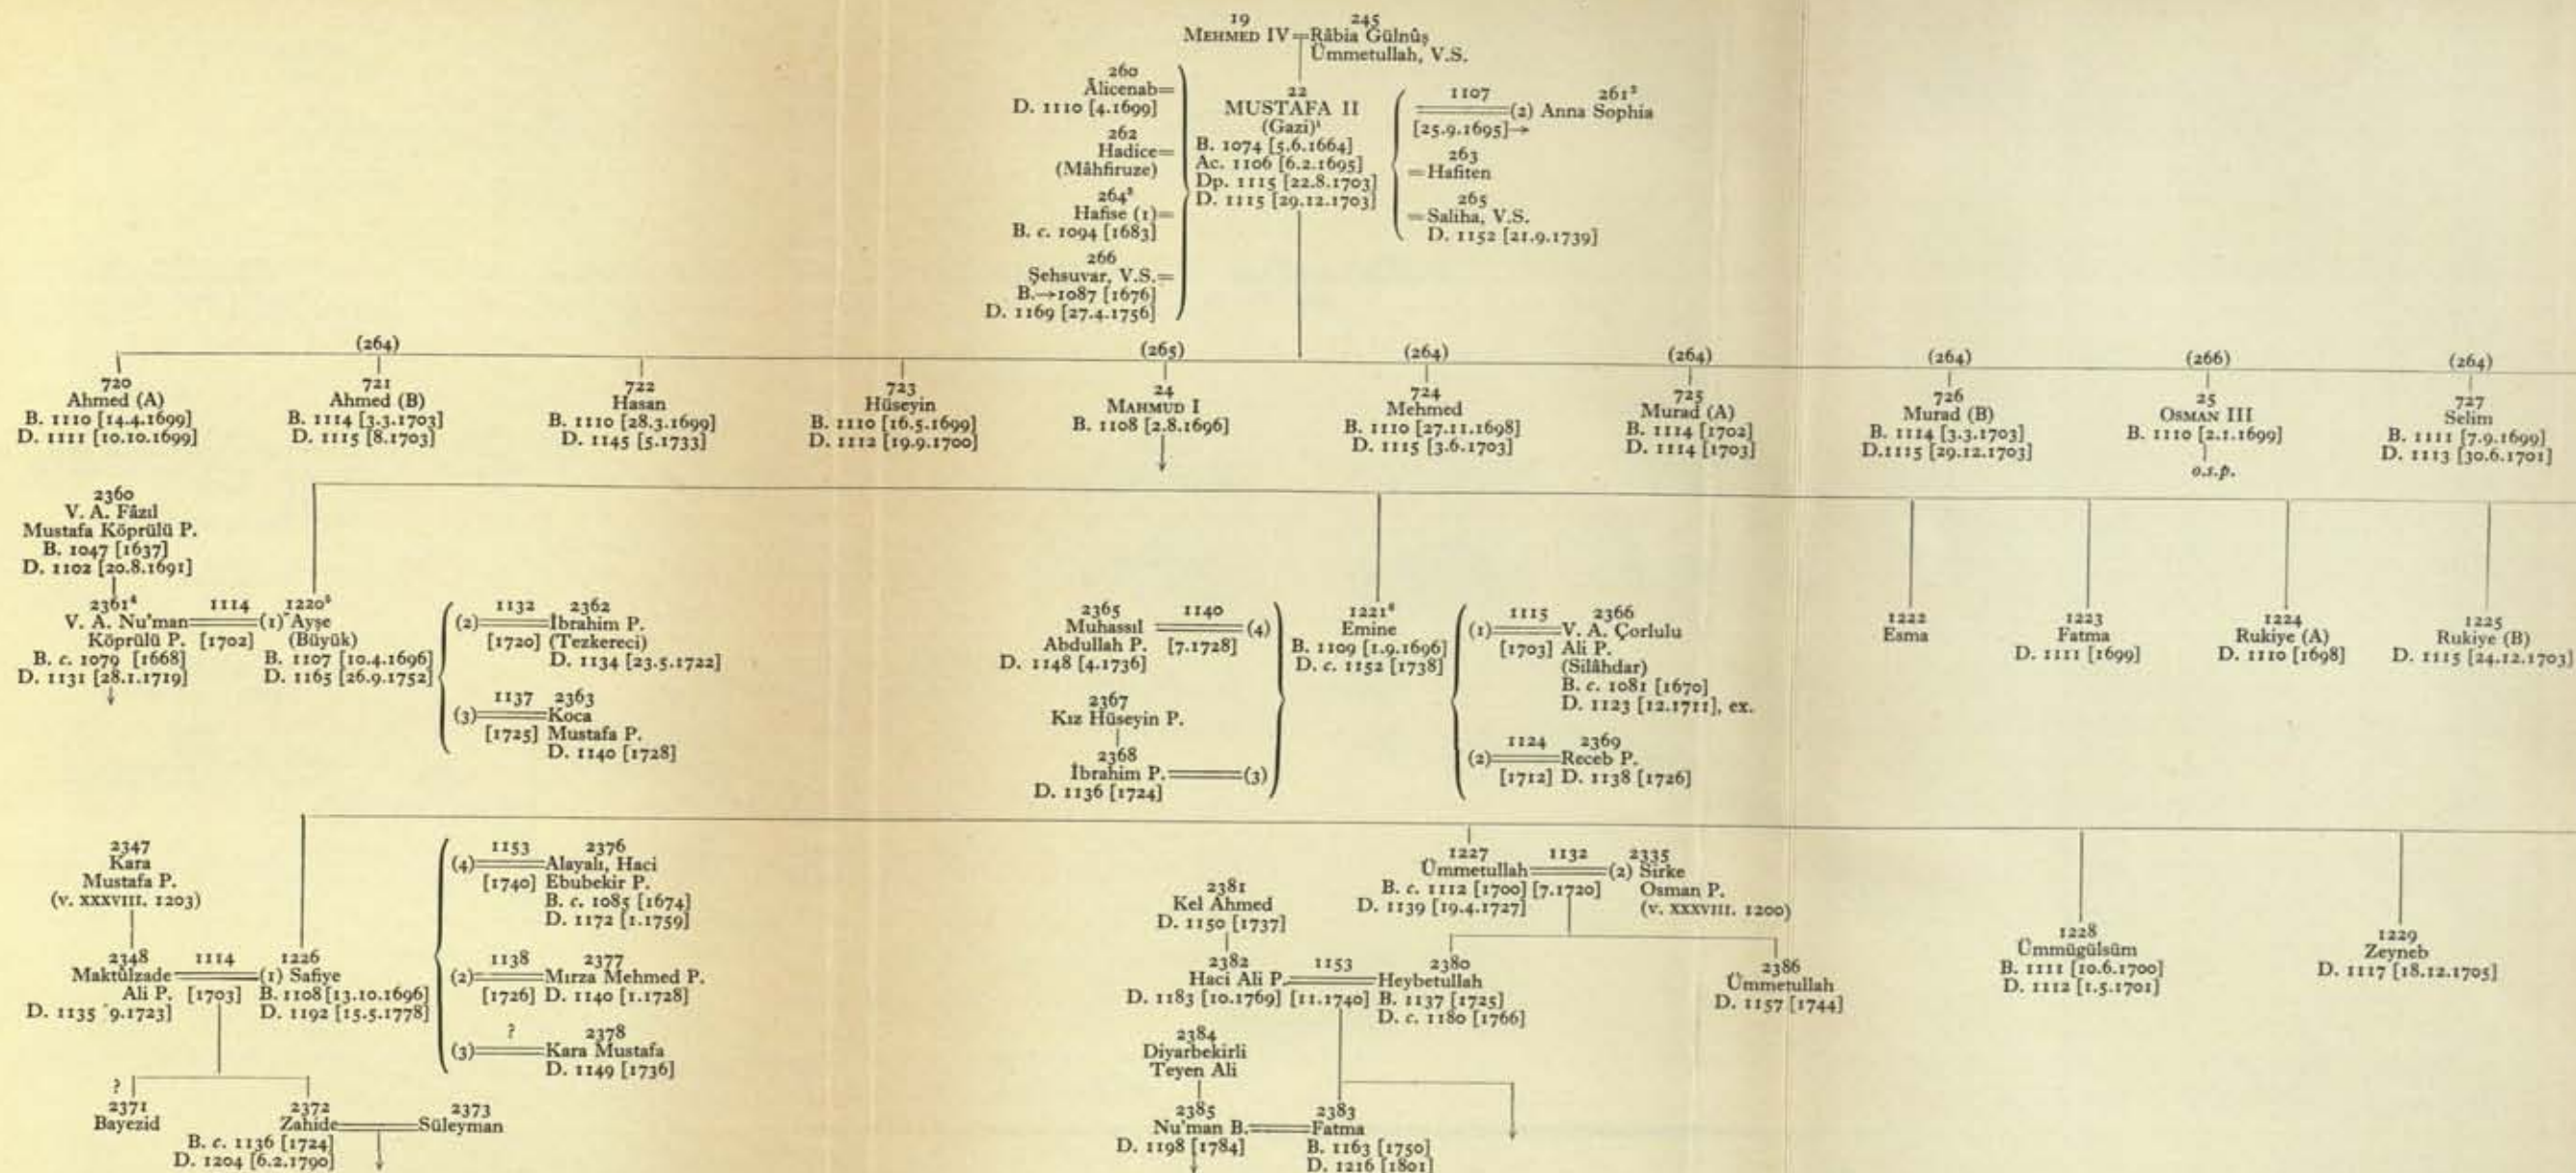 19
MEHMED IV
245
Râbia Gülnûş
Ümmetullah, V.S.
260
Âlicenab
D. 1110 [4.1699]
262
Hadice
(Mâhfiruze)
264³
Hafise (1)
B. c. 1094 [1683]
266
Şehsuvar, V.S.
B.→1087 [1676]
D. 1169 [27.4.1756]
22
MUSTAFA II
(Gazi)¹
B. 1074 [5.6.1664]
Ac. 1106 [6.2.1695]
Dp. 1115 [22.8.1703]
D. 1115 [29.12.1703]
1107
[25.9.1695]→
261²
(2) Anna Sophia
263
Hafiten
265
Saliha, V.S.
D. 1152 [21.9.1739]
720
Ahmed (A)
B. 1110 [14.4.1699]
D. 1111 [10.10.1699]
(264)
721
Ahmed (B)
B. 1114 [3.3.1703]
D. 1115 [8.1703]
722
Hasan
B. 1110 [28.3.1699]
D. 1145 [5.1733]
723
Hüseyin
B. 1110 [16.5.1699]
D. 1112 [19.9.1700]
(265)
24
MAHMUD I
B. 1108 [2.8.1696]
(264)
724
Mehmed
B. 1110 [27.11.1698]
D. 1115 [3.6.1703]
(264)
725
Murad (A)
B. 1114 [1702]
D. 1114 [1703]
(264)
726
Murad (B)
B. 1114 [3.3.1703]
D.1115 [29.12.1703]
(266)
25
OSMAN III
B. 1110 [2.1.1699]
o.s.p.
(264)
727
Selim
B. 1111 [7.9.1699]
D. 1113 [30.6.1701]
2360
V. A. Fâzıl
Mustafa Köprülü P.
B. 1047 [1637]
D. 1102 [20.8.1691]
2361⁴
V. A. Nu'man
Köprülü P.
B. c. 1079 [1668]
D. 1131 [28.1.1719]
1114
[1702]
1220⁵
(1) Ayşe
(Büyük)
B. 1107 [10.4.1696]
D. 1165 [26.9.1752]
1132
(2)
[1720]
2362
İbrahim P.
(Tezkereci)
D. 1134 [23.5.1722]
1137
(3)
[1725]
2363
Koca
Mustafa P.
D. 1140 [1728]
2365
Muhassıl
Abdullah P.
D. 1148 [4.1736]
1140
(4)
[7.1728]
2367
Kız Hüseyin P.
2368
İbrahim P.
(3)
D. 1136 [1724]
1221⁶
Emine
B. 1109 [1.9.1696]
D. c. 1152 [1738]
1115
(1)
[1703]
2366
V. A. Çorlulu
Ali P.
(Silâhdar)
B. c. 1081 [1670]
D. 1123 [12.1711], ex.
1124
(2)
[1712]
2369
Receb P.
D. 1138 [1726]
1222
Esma
1223
Fatma
D. 1111 [1699]
1224
Rukiye (A)
D. 1110 [1698]
1225
Rukiye (B)
D. 1115 [24.12.1703]
2347
Kara
Mustafa P.
(v. XXXVIII. 1203)
2348
Maktûlzade
Ali P.
D. 1135 9.1723]
1114
[1703]
1226
(1) Safiye
B. 1108 [13.10.1696]
D. 1192 [15.5.1778]
1153
(4)
[1740]
2376
Alayalı, Haci
Ebubekir P.
B. c. 1085 [1674]
D. 1172 [1.1759]
1138
(2)
[1726]
2377
Mırza Mehmed P.
D. 1140 [1.1728]
?
(3)
2378
Kara Mustafa
D. 1149 [1736]
?
2371
Bayezid
2372
Zahide
B. c. 1136 [1724]
D. 1204 [6.2.1790]
2373
Süleyman
1227
Ümmetullah
B. c. 1112 [1700]
D. 1139 [19.4.1727]
1132
[7.1720]
2335
(2) Sirke
Osman P.
(v. XXXVIII. 1200)
2381
Kel Ahmed
D. 1150 [1737]
2382
Haci Ali P.
D. 1183 [10.1769]
1153
[11.1740]
2380
Heybetullah
B. 1137 [1725]
D. c. 1180 [1766]
2386
Ümmetullah
D. 1157 [1744]
2384
Diyarbekirli
Teyen Ali
2385
Nu'man B.
D. 1198 [1784]
2383
Fatma
B. 1163 [1750]
D. 1216 [1801]
1228
Ümmügülsüm
B. 1111 [10.6.1700]
D. 1112 [1.5.1701]
1229
Zeyneb
D. 1117 [18.12.1705]